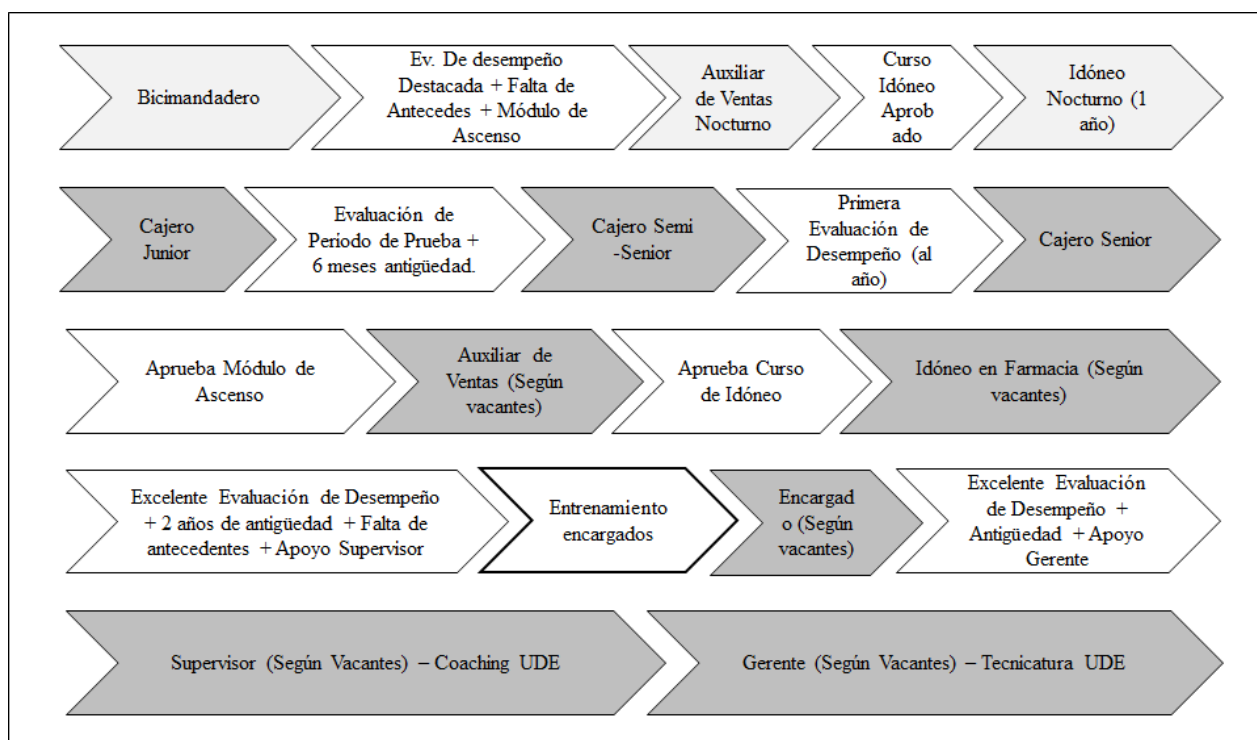 Bicimandadero
Ev. De desempeño
Destacada + Falta de
Antecedes + Módulo de
Ascenso
Auxiliar
de Ventas
Nocturno
Curso
Idóneo
Aprob
ado
Idóneo
Nocturno (1
año)
Cajero
Junior
Evaluación de
Período de Prueba +
6 meses antigüedad.
Cajero Semi
-Senior
Primera
Evaluación de
Desempeño (al
año)
Cajero Senior
Aprueba Módulo de
Ascenso
Auxiliar de
Ventas (Según
vacantes)
Aprueba Curso
de Idóneo
Idóneo en Farmacia (Según
vacantes)
Excelente Evaluación de Desempeño
+ 2 años de antigüedad + Falta de
antecedentes + Apoyo Supervisor
Entrenamiento
encargados
Encargad
o (Según
vacantes)
Excelente Evaluación
de Desempeño +
Antigüedad + Apoyo
Gerente
Supervisor (Según Vacantes) – Coaching UDE
Gerente (Según Vacantes) – Tecnicatura UDE